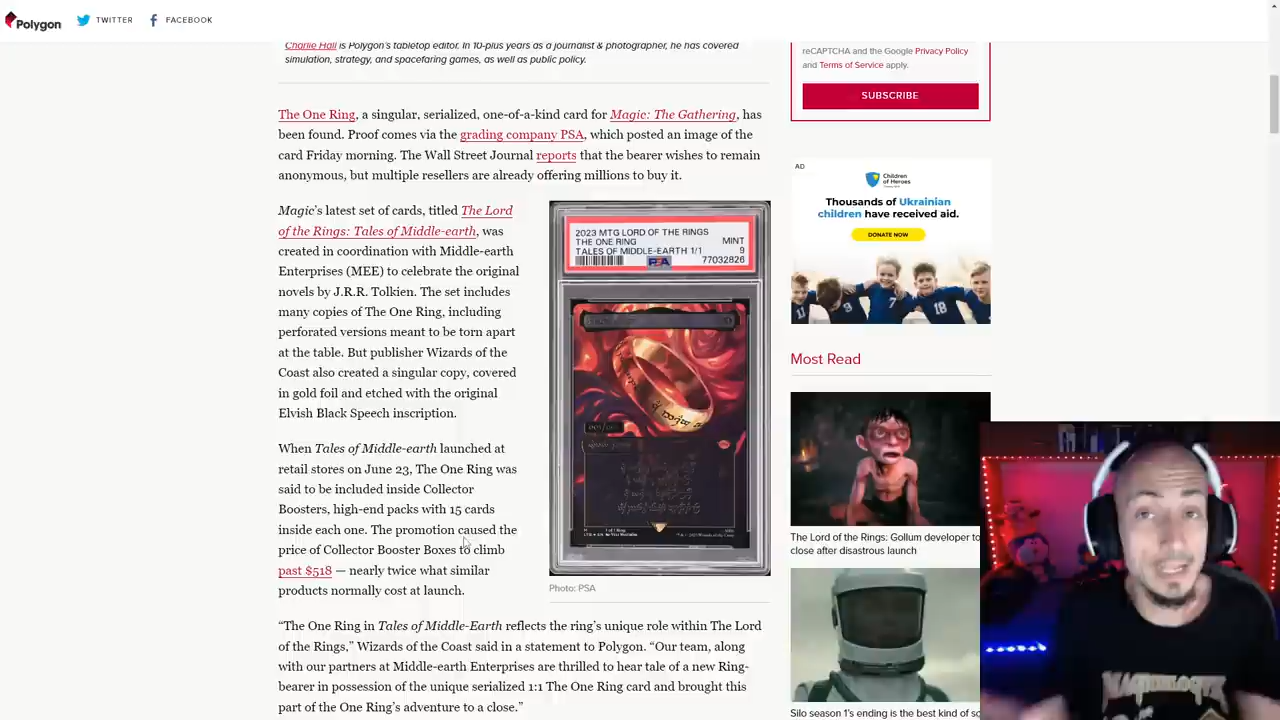 Polygon
TWITTER
FACEBOOK
Charlie Hall is Polygon's tabletop editor. In 10-plus years as a journalist & photographer, he has covered
simulation, strategy, and spacefaring games, as well as public policy.
The One Ring, a singular, serialized, one-of-a-kind card for Magic: The Gathering, has
been found. Proof comes via the grading company PSA, which posted an image of the
card Friday morning. The Wall Street Journal reports that the bearer wishes to remain
anonymous, but multiple resellers are already offering millions to buy it.
Magic's latest set of cards, titled The Lord
of the Rings: Tales of Middle-earth, was
created in coordination with Middle-earth
Enterprises (MEE) to celebrate the original
novels by J.R.R. Tolkien. The set includes
many copies of The One Ring, including
perforated versions meant to be torn apart
at the table. But publisher Wizards of the
Coast also created a singular copy, covered
in gold foil and etched with the original
Elvish Black Speech inscription.
When Tales of Middle-earth launched at
retail stores on June 23, The One Ring was
said to be included inside Collector
Boosters, high-end packs with 15 cards
inside each one. The promotion caused the
price of Collector Booster Boxes to climb
past $518 — nearly twice what similar
products normally cost at launch.
2023 MTG LORD OF THE RINGS
THE ONE RING
MINT
TALES OF MIDDLE-EARTH 1/1
9
PSA
77032826
Photo: PSA
“The One Ring in Tales of Middle-Earth reflects the ring's unique role within The Lord
of the Rings,” Wizards of the Coast said in a statement to Polygon. “Our team, along
with our partners at Middle-earth Enterprises are thrilled to hear tale of a new Ring-
bearer in possession of the unique serialized 1:1 The One Ring card and brought this
part of the One Ring's adventure to a close.”
reCAPTCHA and the Google Privacy Policy
and Terms of Service apply.
SUBSCRIBE
AD
Children
of Heroes
Thousands of Ukrainian
children have received aid.
DONATE NOW
11
3
7
18
Most Read
The Lord of the Rings: Gollum developer to
close after disastrous launch
Silo season 1's ending is the best kind of